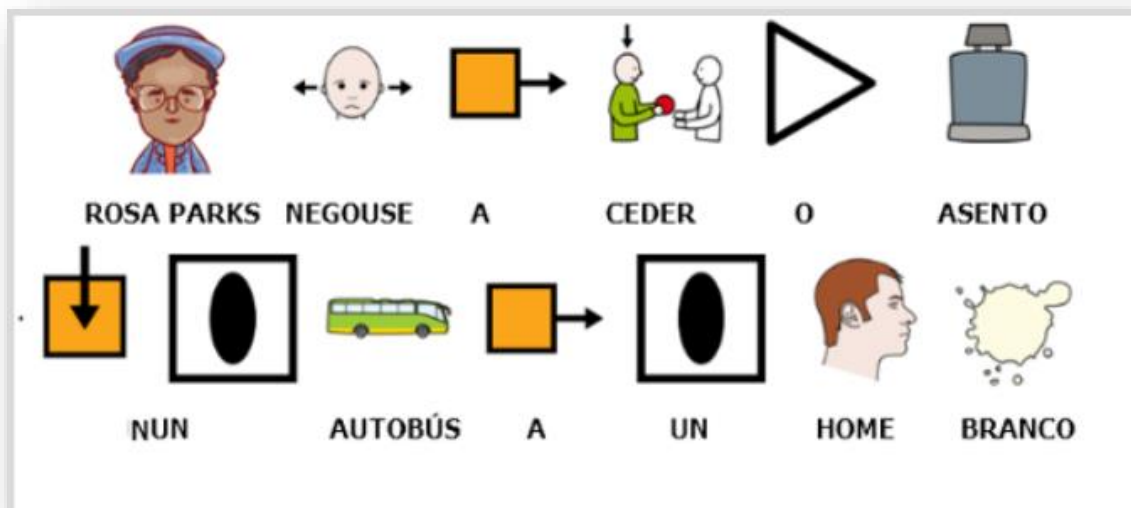 ROSA PARKS NEGOUSE A CEDER O ASENTO
NUN AUTOBÚS A UN HOME BRANCO